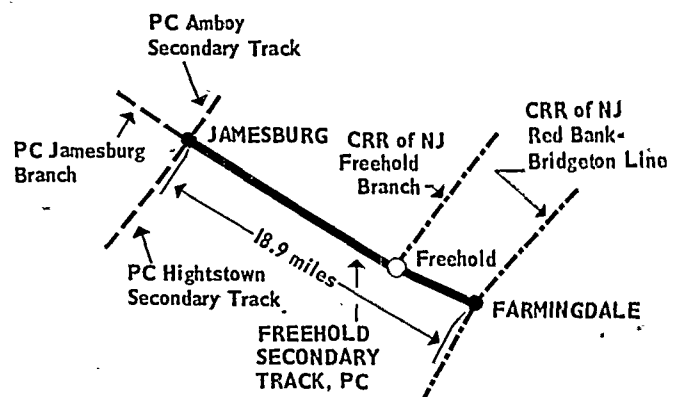 PC Amboy
Secondary Track
CRR of NJ
Red Bank-
Bridgeton Line
JAMESBURG
CRR of NJ
Freehold
Branch
PC Jamesburg
Branch
18.9 miles
Freehold
PC Hightstown
Secondary Track
FARMINGDALE
FREEHOLD
SECONDARY
TRACK, PC